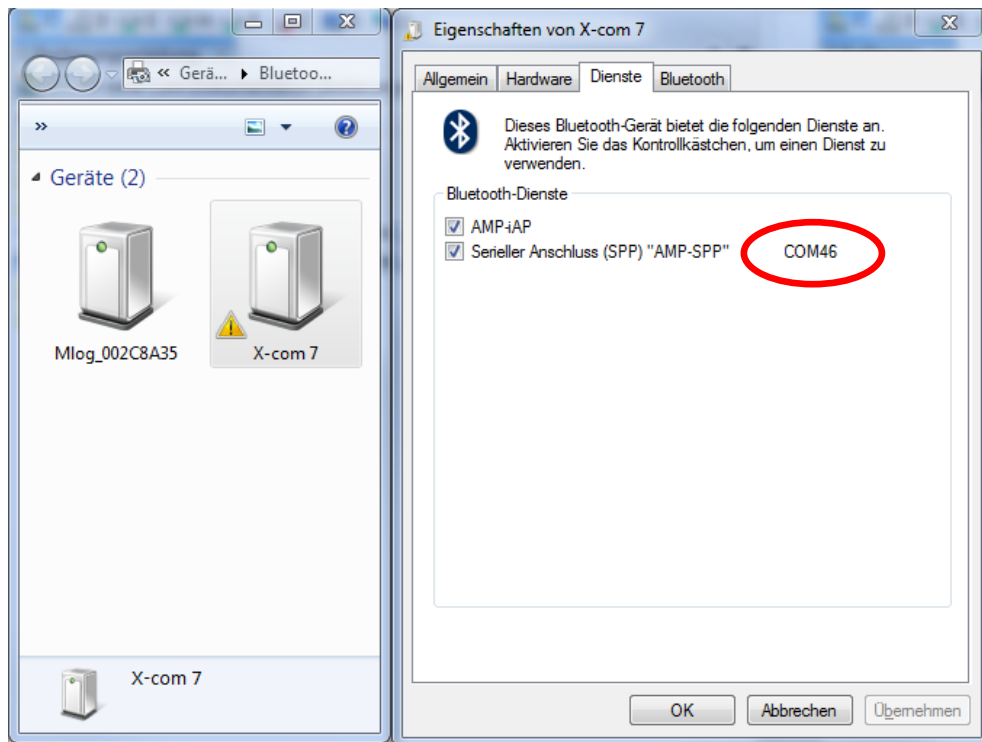 « Gerä... Bluetoo...
»
Geräte (2)
Mlog_002C8A35
X-com 7
X-com 7
Eigenschaften von X-com 7
Allgemein Hardware Dienste Bluetooth
Dieses Bluetooth-Gerät bietet die folgenden Dienste an.
Aktivieren Sie das Kontrollkästchen, um einen Dienst zu
verwenden.
Bluetooth-Dienste
AMP-iAP
Serieller Anschluss (SPP) "AMP-SPP" COM46
OK Abbrechen Übernehmen